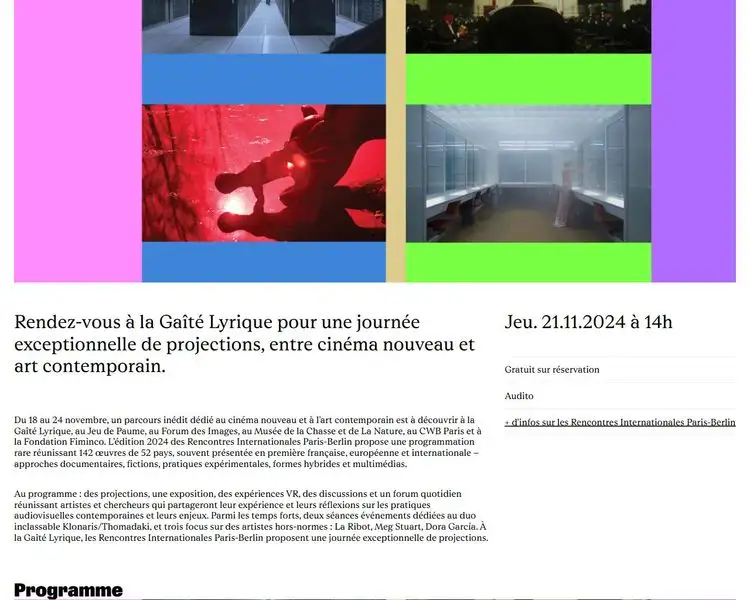 Rendez-vous à la Gaîté Lyrique pour une journée
exceptionnelle de projections, entre cinéma nouveau et
art contemporain.
Jeu. 21.11.2024 à 14h
Gratuit sur réservation
Audito
+ d'infos sur les Rencontres Internationales Paris-Berlin
Du 18 au 24 novembre, un parcours inédit dédié au cinéma nouveau et à l'art contemporain est à découvrir à la
Gaîté Lyrique, au Jeu de Paume, au Forum des Images, au Musée de la Chasse et de La Nature, au CWB Paris et à
la Fondation Fiminco. L'édition 2024 des Rencontres Internationales Paris-Berlin propose une programmation
rare réunissant 142 œuvres de 52 pays, souvent présentée en première française, européenne et internationale –
approches documentaires, fictions, pratiques expérimentales, formes hybrides et multimédias.
Au programme : des projections, une exposition, des expériences VR, des discussions et un forum quotidien
réunissant artistes et chercheurs qui partageront leur expérience et leurs réflexions sur les pratiques
audiovisuelles contemporaines et leurs enjeux. Parmi les temps forts, deux séances événements dédiées au duo
inclassable Klonaris/Thomadaki, et trois focus sur des artistes hors-normes : La Ribot, Meg Stuart, Dora García. À
la Gaîté Lyrique, les Rencontres Internationales Paris-Berlin proposent une journée exceptionnelle de projections.
Programme